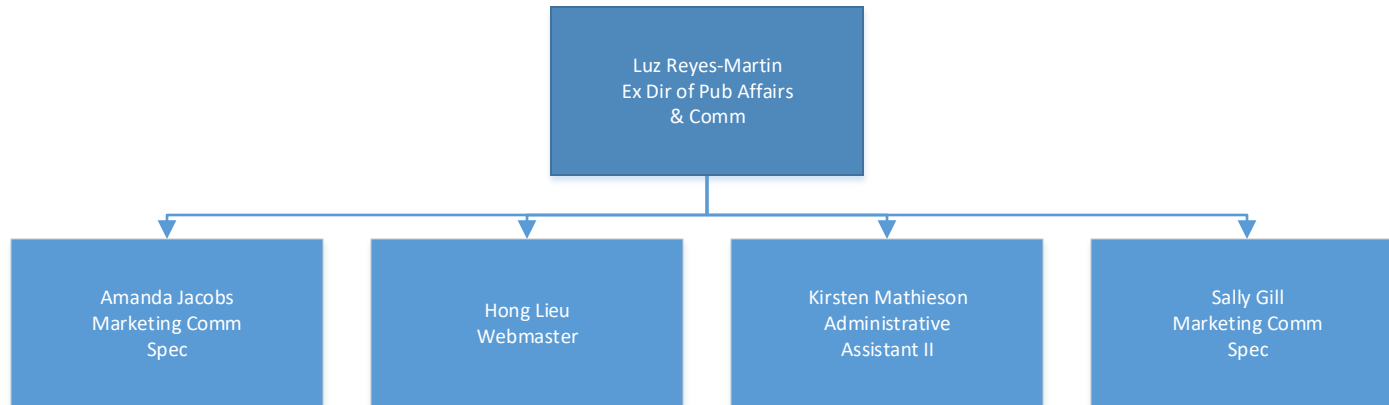 Luz Reyes-Martin
Ex Dir of Pub Affairs
& Comm
Amanda Jacobs
Marketing Comm
Spec
Hong Lieu
Webmaster
Kirsten Mathieson
Administrative
Assistant II
Sally Gill
Marketing Comm
Spec